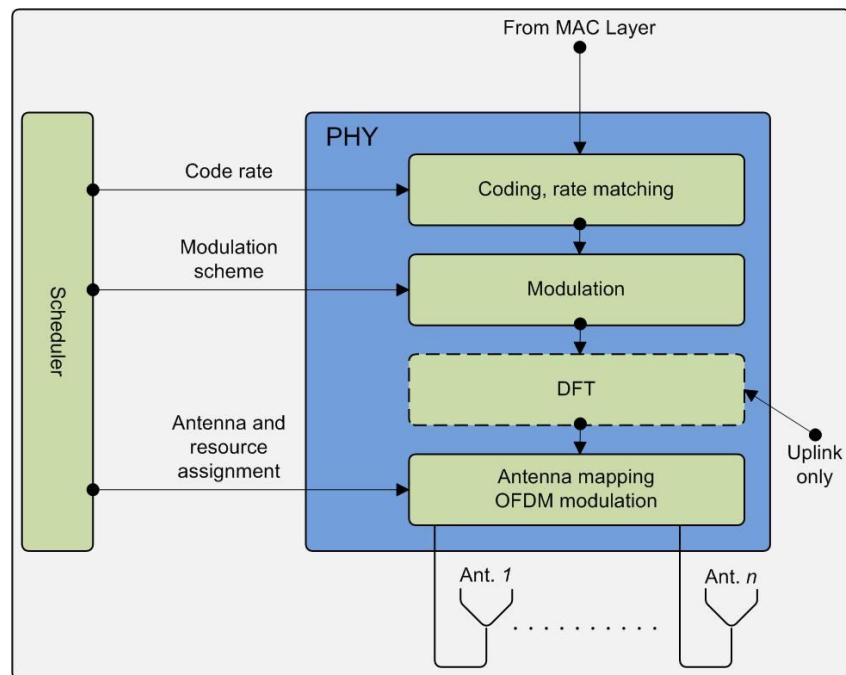 From MAC Layer
PHY
Code rate
Coding, rate matching
Modulation
scheme
Modulation
Scheduler
DFT
Antenna and
resource
assignment
Uplink
only
Antenna mapping
OFDM modulation
Ant. 1
Ant. n